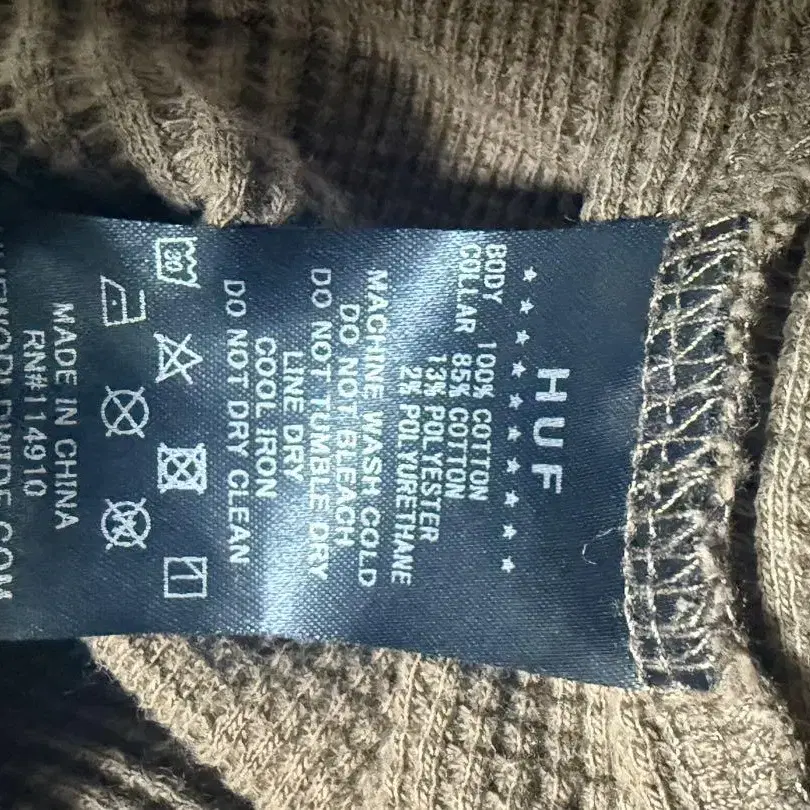 HUF
BODY 100% COTTON
COLLAR 85% COTTON
13% POLYESTER
2% POLYURETHANE
MACHINE WASH COLD
DO NOT BLEACH
DO NOT TUMBLE DRY
LINE DRY
COOL IRON
DO NOT DRY CLEAN
30
MADE IN CHINA
RN#114910